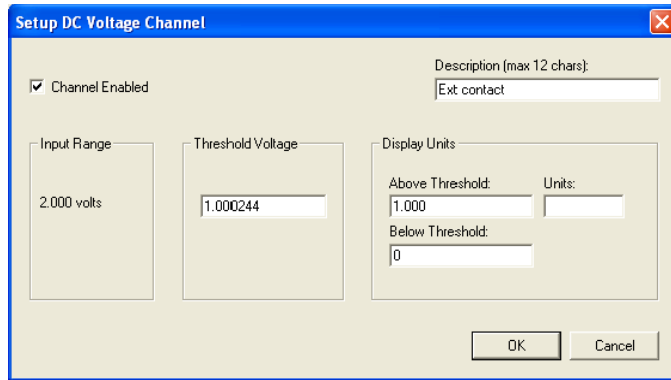 Setup DC Voltage Channel
Description (max 12 chars):
Channel Enabled
Ext contact
Input Range
Threshold Voltage
Display Units
Above Threshold:
Units:
2.000 volts
1.000244
1.000
Below Threshold:
0
OK
Cancel